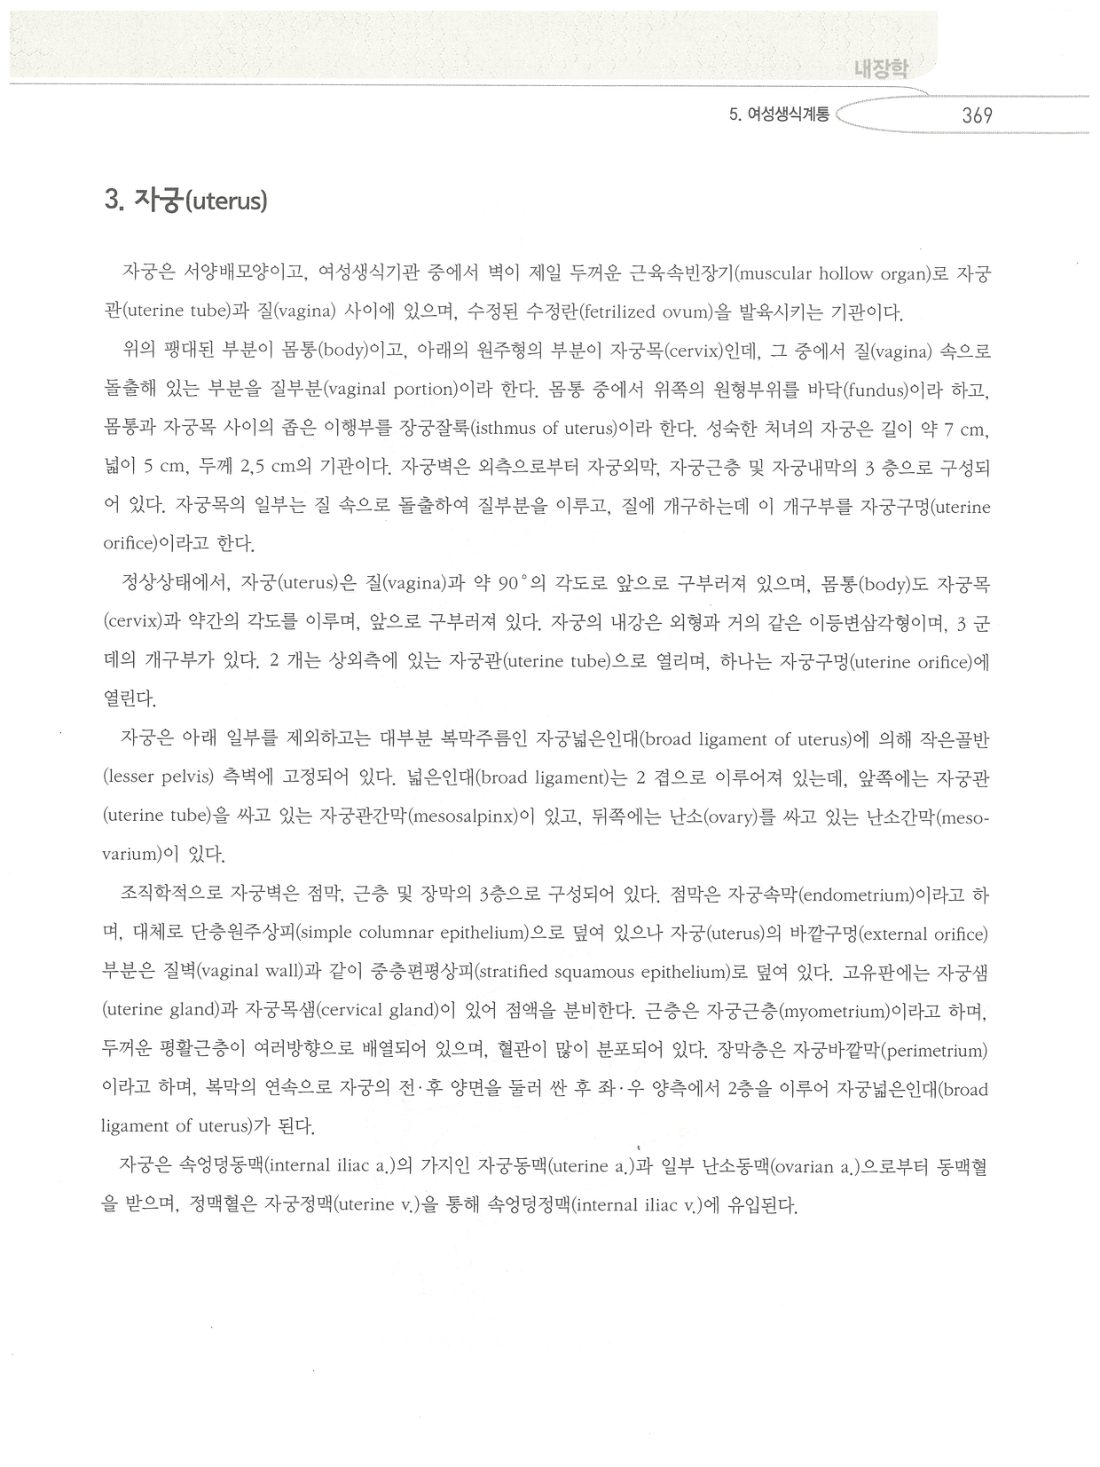 내장학
5. 여성생식계통
369
3. 자궁(uterus)
자궁은 서양배모양이고, 여성생식기관 중에서 벽이 제일 두꺼운 근육속빈장기(muscular hollow organ)로 자궁
관(uterine tube)과 질(vagina) 사이에 있으며, 수정된 수정란(fetrilized ovum)을 발육시키는 기관이다.
위의 팽대된 부분이 몸통(body)이고, 아래의 원주형의 부분이 자궁목(cervix)인데, 그 중에서 질(vagina) 속으로
돌출해 있는 부분을 질부분(vaginal portion)이라 한다. 몸통 중에서 위쪽의 원형부위를 바닥(fundus)이라 하고,
몸통과 자궁목 사이의 좁은 이행부를 장궁잘룩(isthmus of uterus)이라 한다. 성숙한 처녀의 자궁은 길이 약 7 cm,
넓이 5 cm, 두께 2,5 cm의 기관이다. 자궁벽은 외측으로부터 자궁외막, 자궁근층 및 자궁내막의 3 층으로 구성되
어 있다. 자궁목의 일부는 질 속으로 돌출하여 질부분을 이루고, 질에 개구하는데 이 개구부를 자궁구멍(uterine
orifice)이라고 한다.
정상상태에서, 자궁(uterus)은 질(vagina)과 약 90˚의 각도로 앞으로 구부러져 있으며, 몸통(body)도 자궁목
(cervix)과 약간의 각도를 이루며, 앞으로 구부러져 있다. 자궁의 내강은 외형과 거의 같은 이등변삼각형이며, 3 군
데의 개구부가 있다. 2 개는 상외측에 있는 자궁관(uterine tube)으로 열리며, 하나는 자궁구멍(uterine orifice)에
열린다.
자궁은 아래 일부를 제외하고는 대부분 복막주름인 자궁넓은인대(broad ligament of uterus)에 의해 작은골반
(lesser pelvis) 측벽에 고정되어 있다. 넓은인대(broad ligament)는 2 겹으로 이루어져 있는데, 앞쪽에는 자궁관
(uterine tube)을 싸고 있는 자궁관간막(mesosalpinx)이 있고, 뒤쪽에는 난소(ovary)를 싸고 있는 난소간막(meso-
varium)이 있다.
조직학적으로 자궁벽은 점막, 근층 및 장막의 3층으로 구성되어 있다. 점막은 자궁속막(endometrium)이라고 하
며, 대체로 단층원주상피(simple columnar epithelium)으로 덮여 있으나 자궁(uterus)의 바깥구멍(external orifice)
부분은 질벽(vaginal wall)과 같이 중층편평상피(stratified squamous epithelium)로 덮여 있다. 고유판에는 자궁샘
(uterine gland)과 자궁목샘(cervical gland)이 있어 점액을 분비한다. 근층은 자궁근층(myometrium)이라고 하며,
두꺼운 평활근층이 여러방향으로 배열되어 있으며, 혈관이 많이 분포되어 있다. 장막층은 자궁바깥막(perimetrium)
이라고 하며, 복막의 연속으로 자궁의 전·후 양면을 둘러 싼 후 좌·우 양측에서 2층을 이루어 자궁넓은인대(broad
ligament of uterus)가 된다.
자궁은 속엉덩동맥(internal iliac a.)의 가지인 자궁동맥(uterine a.)과 일부 난소동맥(ovarian a.)으로부터 동맥혈
을 받으며, 정맥혈은 자궁정맥(uterine v.)을 통해 속엉덩정맥(internal iliac v.)에 유입된다.